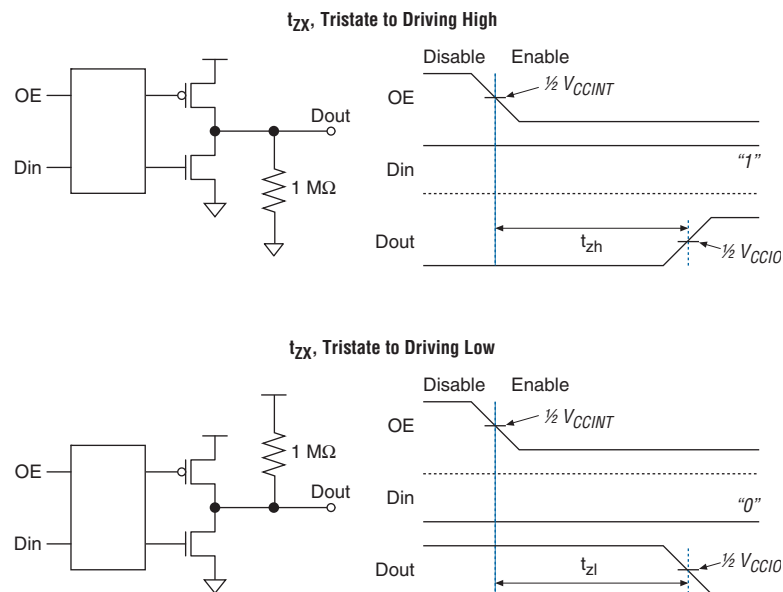 tZX, Tristate to Driving High
Disable Enable
OE
Din
Dout
1 MΩ
OE
½ VCCINT
Din
"1"
Dout
tzh
½ VCCIO
tZX, Tristate to Driving Low
Disable Enable
OE
Din
1 MΩ
Dout
OE
½ VCCINT
Din
"0"
Dout
tzl
½ VCCIO